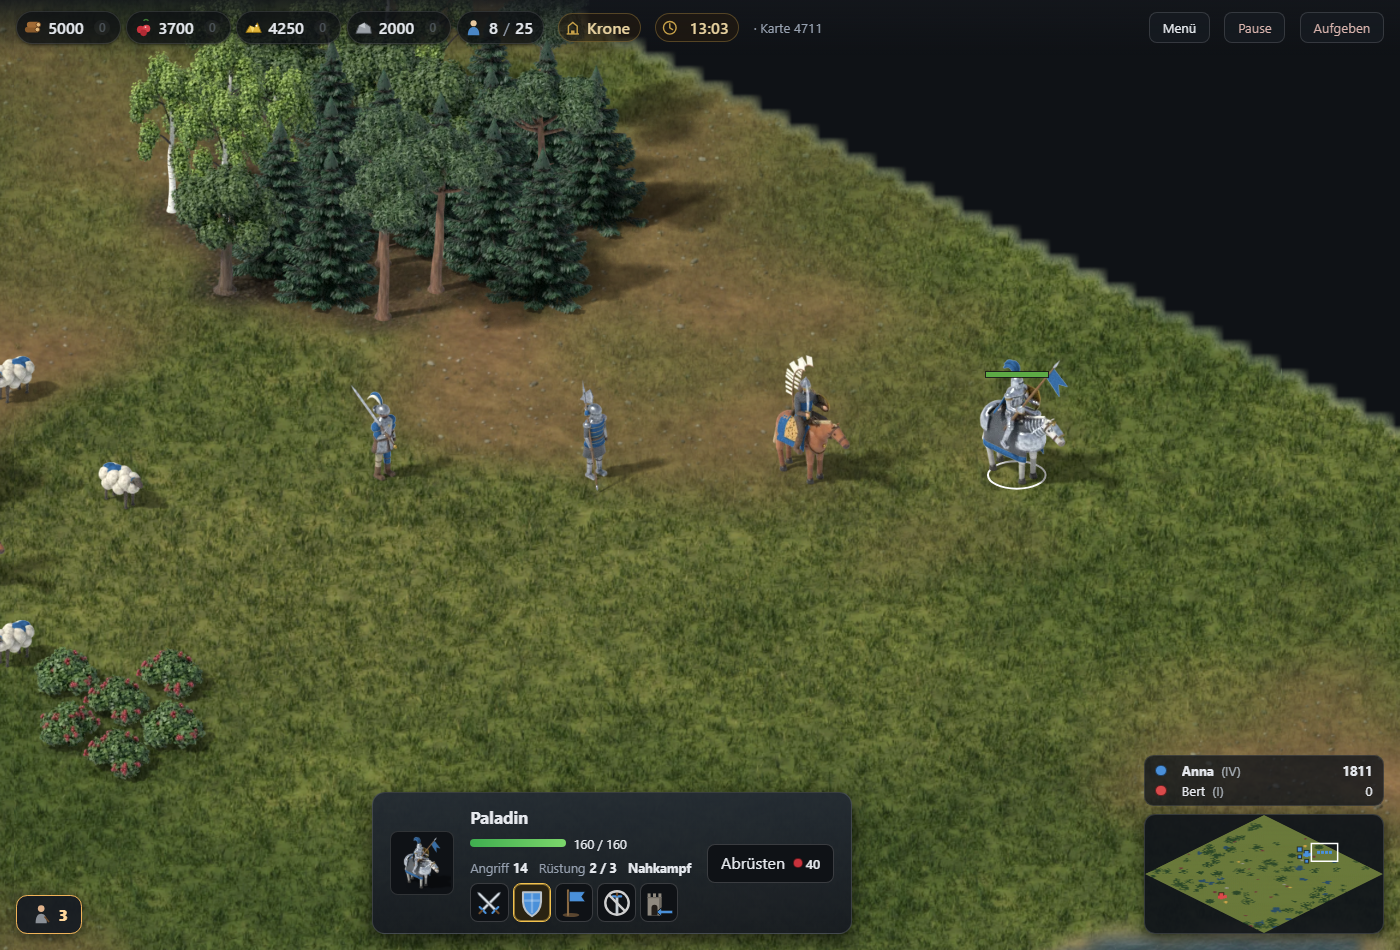 5000 0
3700 0
4250 0
2000 0
8 / 25
Krone
13:03
· Karte 4711
Menü
Pause
Aufgeben
Anna (IV) 1811
Bert (I) 0
Paladin
160 / 160
Angriff 14 Rüstung 2 / 3 Nahkampf
Abrüsten 40
3